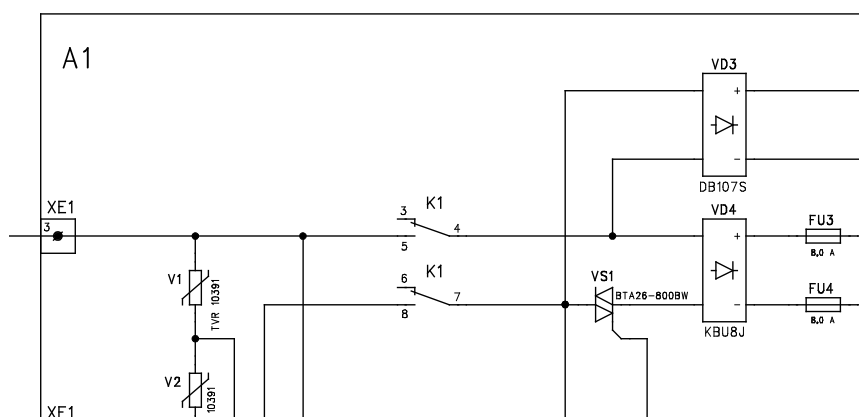 A1
VD3
+
−
DB107S
XE1
3
K1
3
4
5
VD4
+
−
KBU8J
FU3
8.0 A
V1
TVR 10391
K1
6
7
8
VS1
BTA26-800BW
FU4
8.0 A
V2
10391
XE1